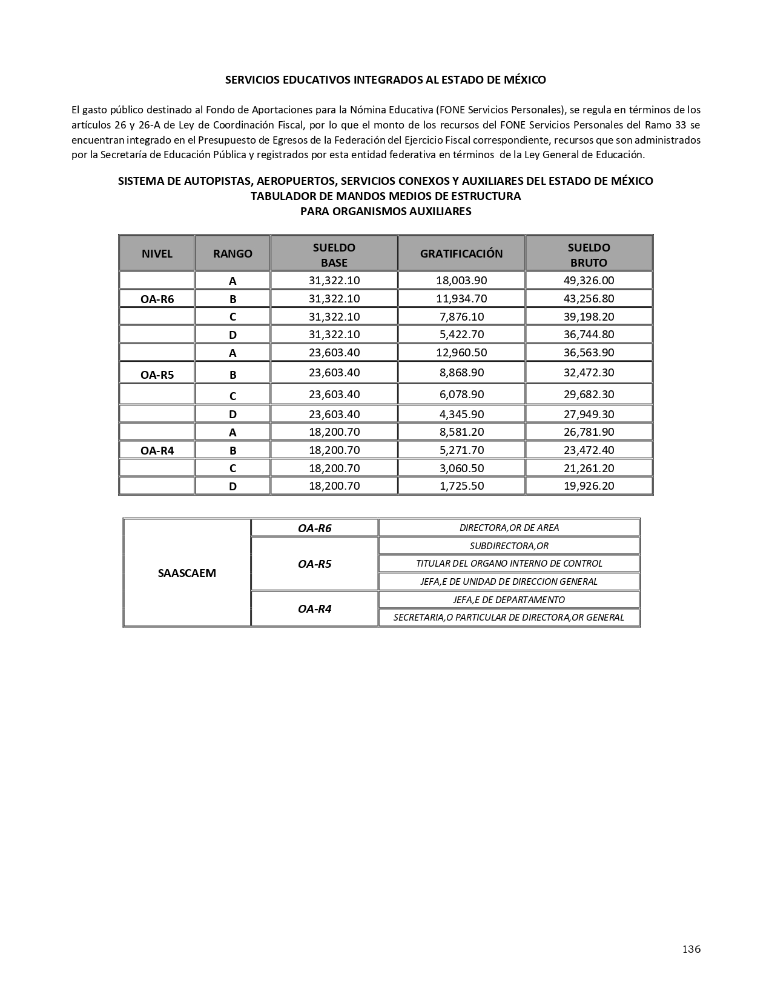 SERVICIOS EDUCATIVOS INTEGRADOS AL ESTADO DE MÉXICO
El gasto público destinado al Fondo de Aportaciones para la Nómina Educativa (FONE Servicios Personales), se regula en términos de los
artículos 26 y 26-A de Ley de Coordinación Fiscal, por lo que el monto de los recursos del FONE Servicios Personales del Ramo 33 se
encuentran integrado en el Presupuesto de Egresos de la Federación del Ejercicio Fiscal correspondiente, recursos que son administrados
por la Secretaría de Educación Pública y registrados por esta entidad federativa en términos de la Ley General de Educación.
SISTEMA DE AUTOPISTAS, AEROPUERTOS, SERVICIOS CONEXOS Y AUXILIARES DEL ESTADO DE MÉXICO
TABULADOR DE MANDOS MEDIOS DE ESTRUCTURA
PARA ORGANISMOS AUXILIARES
NIVEL RANGO SUELDO BASE GRATIFICACIÓN SUELDO BRUTO
A 31,322.10 18,003.90 49,326.00
OA-R6 B 31,322.10 11,934.70 43,256.80
C 31,322.10 7,876.10 39,198.20
D 31,322.10 5,422.70 36,744.80
A 23,603.40 12,960.50 36,563.90
OA-R5 B 23,603.40 8,868.90 32,472.30
C 23,603.40 6,078.90 29,682.30
D 23,603.40 4,345.90 27,949.30
A 18,200.70 8,581.20 26,781.90
OA-R4 B 18,200.70 5,271.70 23,472.40
C 18,200.70 3,060.50 21,261.20
D 18,200.70 1,725.50 19,926.20
SAASCAEM
OA-R6 DIRECTORA,OR DE AREA
OA-R5
SUBDIRECTORA,OR
TITULAR DEL ORGANO INTERNO DE CONTROL
JEFA,E DE UNIDAD DE DIRECCION GENERAL
OA-R4
JEFA,E DE DEPARTAMENTO
SECRETARIA,O PARTICULAR DE DIRECTORA,OR GENERAL
136